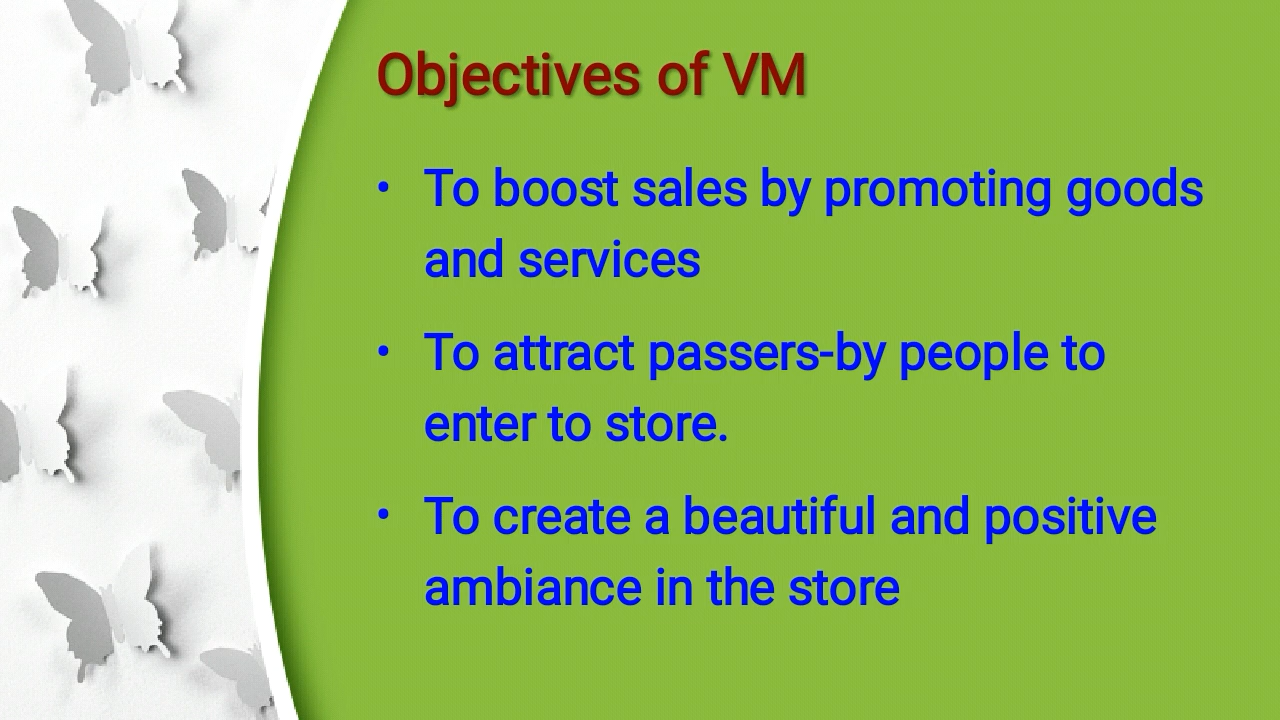 Objectives of VM
• To boost sales by promoting goods
and services
• To attract passers-by people to
enter to store.
• To create a beautiful and positive
ambiance in the store